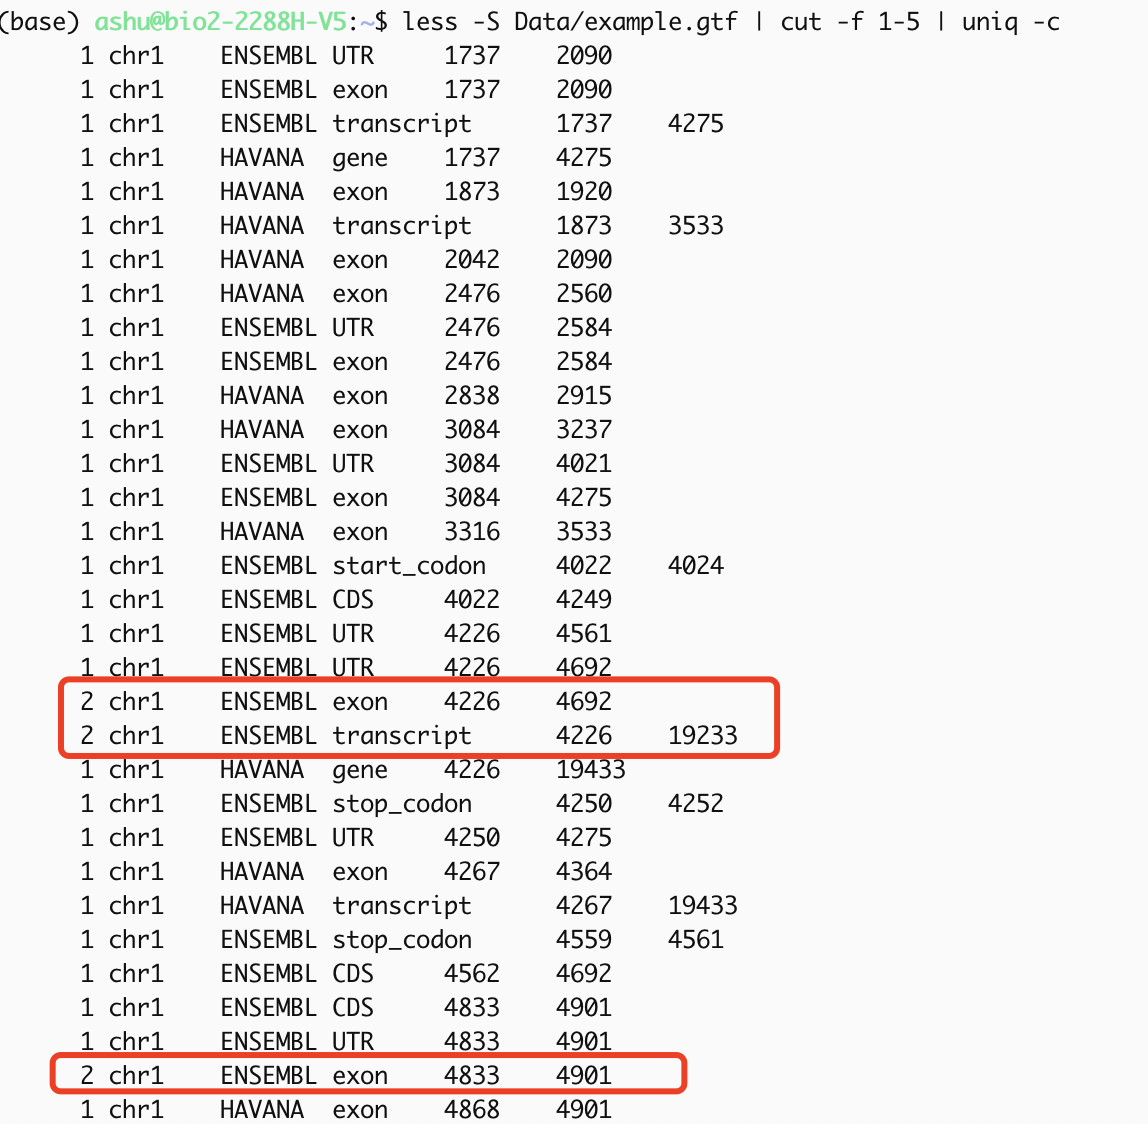 (base) ashu@bio2-2288H-V5:~$ less -S Data/example.gtf | cut -f 1-5 | uniq -c
1 chr1 ENSEMBL UTR 1737 2090
1 chr1 ENSEMBL exon 1737 2090
1 chr1 ENSEMBL transcript 1737 4275
1 chr1 HAVANA gene 1737 4275
1 chr1 HAVANA exon 1873 1920
1 chr1 HAVANA transcript 1873 3533
1 chr1 HAVANA exon 2042 2090
1 chr1 HAVANA exon 2476 2560
1 chr1 ENSEMBL UTR 2476 2584
1 chr1 ENSEMBL exon 2476 2584
1 chr1 HAVANA exon 2838 2915
1 chr1 HAVANA exon 3084 3237
1 chr1 ENSEMBL UTR 3084 4021
1 chr1 ENSEMBL exon 3084 4275
1 chr1 HAVANA exon 3316 3533
1 chr1 ENSEMBL start_codon 4022 4024
1 chr1 ENSEMBL CDS 4022 4249
1 chr1 ENSEMBL UTR 4226 4561
1 chr1 ENSEMBL UTR 4226 4692
2 chr1 ENSEMBL exon 4226 4692
2 chr1 ENSEMBL transcript 4226 19233
1 chr1 HAVANA gene 4226 19433
1 chr1 ENSEMBL stop_codon 4250 4252
1 chr1 ENSEMBL UTR 4250 4275
1 chr1 HAVANA exon 4267 4364
1 chr1 HAVANA transcript 4267 19433
1 chr1 ENSEMBL stop_codon 4559 4561
1 chr1 ENSEMBL CDS 4562 4692
1 chr1 ENSEMBL CDS 4833 4901
1 chr1 ENSEMBL UTR 4833 4901
2 chr1 ENSEMBL exon 4833 4901
1 chr1 HAVANA exon 4868 4901